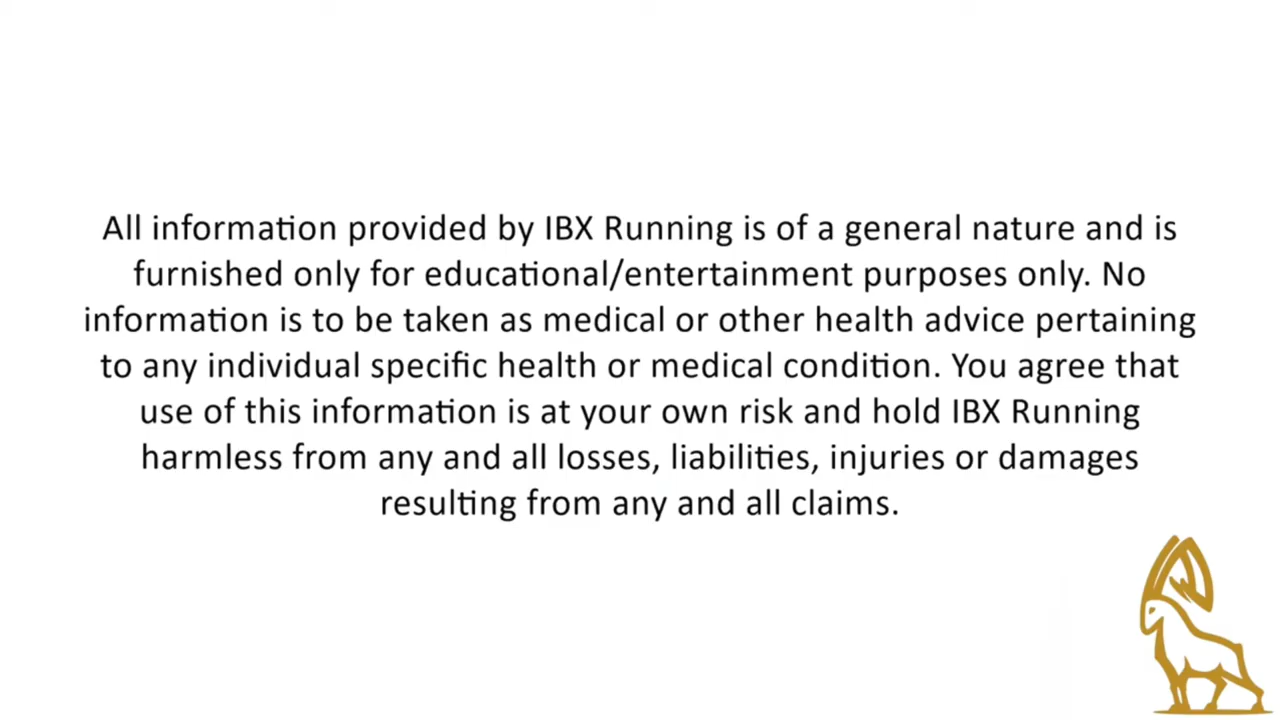 All information provided by IBX Running is of a general nature and is
furnished only for educational/entertainment purposes only. No
information is to be taken as medical or other health advice pertaining
to any individual specific health or medical condition. You agree that
use of this information is at your own risk and hold IBX Running
harmless from any and all losses, liabilities, injuries or damages
resulting from any and all claims.